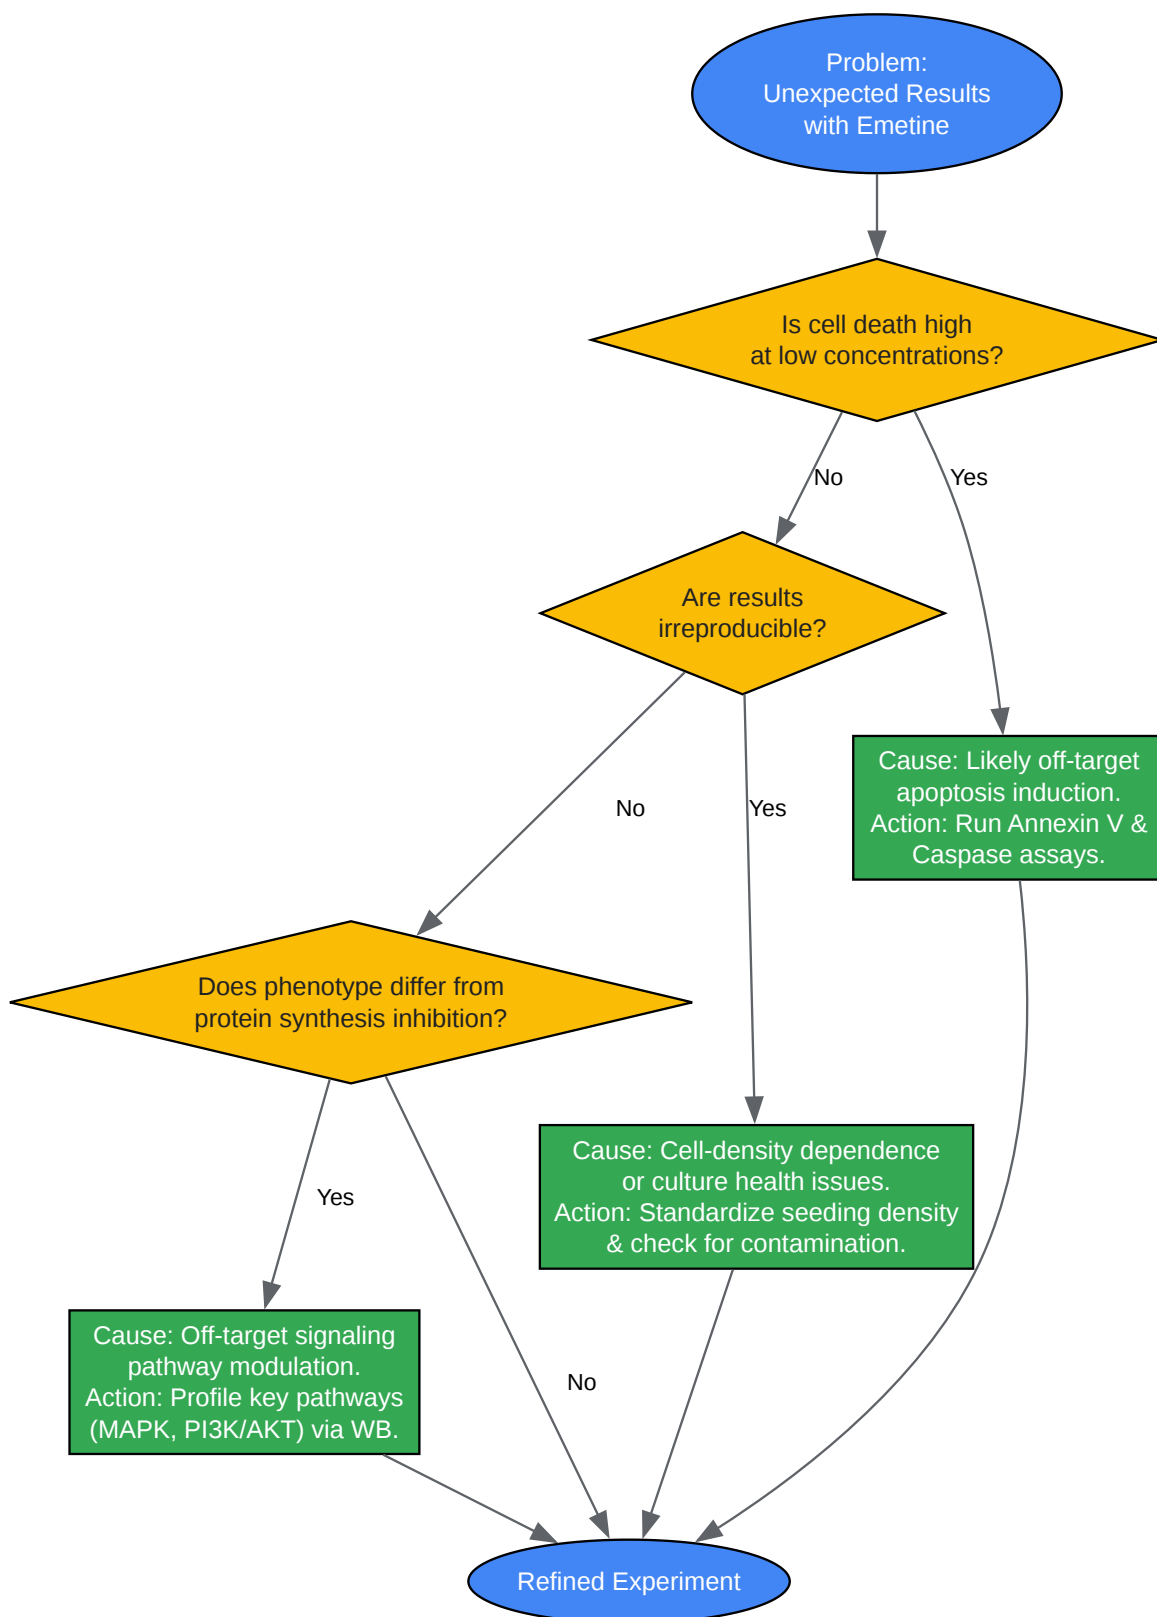 Problem:
Unexpected Results
with Emetine
Is cell death high
at low concentrations?
No
Yes
Are results
irreproducible?
Cause: Likely off-target
apoptosis induction.
Action: Run Annexin V &
Caspase assays.
No
Yes
Does phenotype differ from
protein synthesis inhibition?
Cause: Cell-density dependence
or culture health issues.
Action: Standardize seeding density
& check for contamination.
Yes
No
Cause: Off-target signaling
pathway modulation.
Action: Profile key pathways
(MAPK, PI3K/AKT) via WB.
Refined Experiment